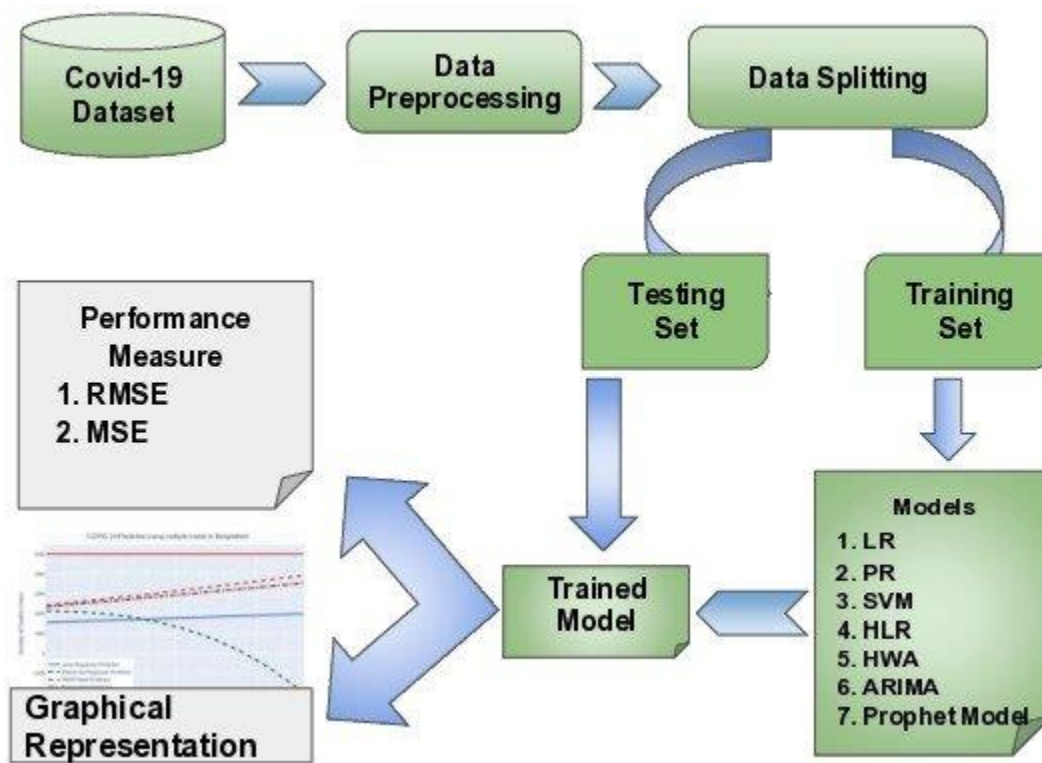 Covid-19
Dataset
Data
Preprocessing
Data Splitting
Testing
Set
Training
Set
Performance
Measure
1. RMSE
2. MSE
Models
1. LR
2. PR
3. SVM
4. HLR
5. HWA
6. ARIMA
7. Prophet Model
Trained
Model
Graphical
Representation